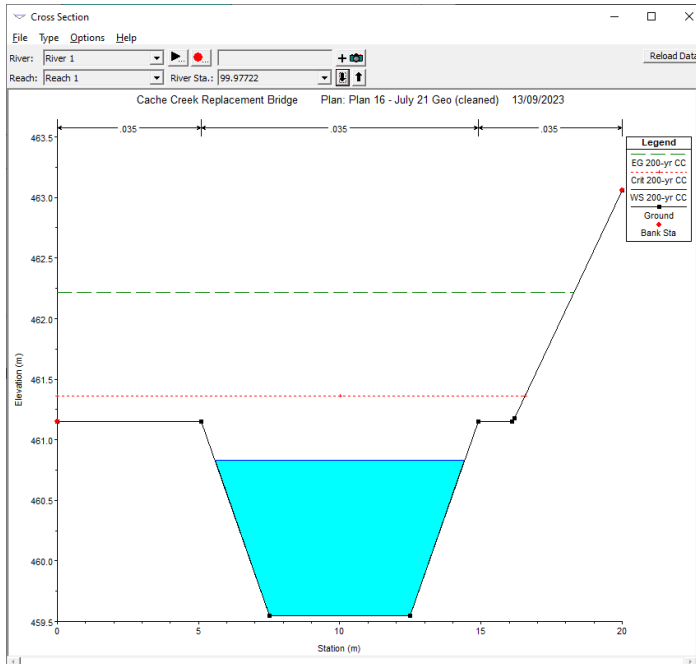 Cross Section
File Type Options Help
River: River 1
Reload Data
Reach: Reach 1 River Sta.: 99.97722
Cache Creek Replacement Bridge Plan: Plan 16 - July 21 Geo (cleaned) 13/09/2023
.035 .035 .035
463.5
463.0
462.5
462.0
461.5
461.0
460.5
460.0
459.5
Elevation (m)
0 5 10 15 20
Station (m)
Legend
EG 200-yr CC
Crit 200-yr CC
WS 200-yr CC
Ground
Bank Sta